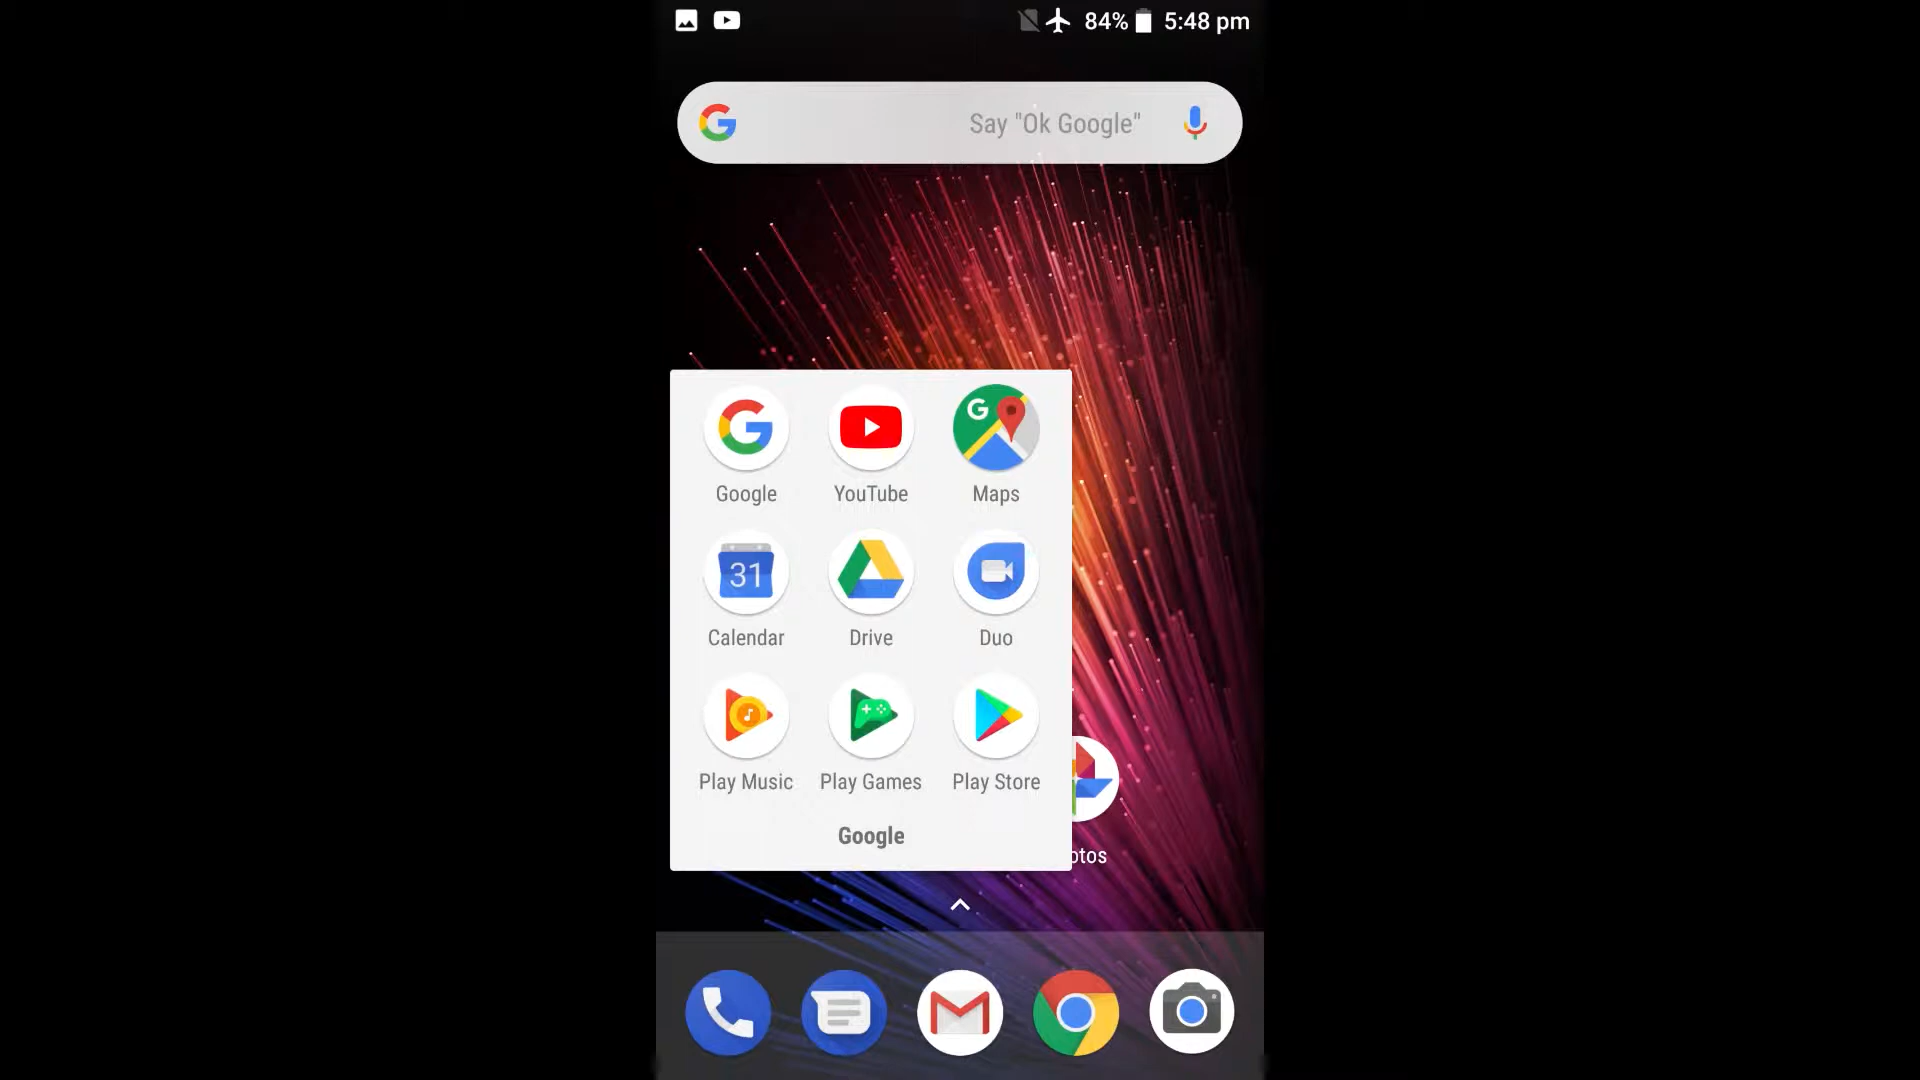 84% 5:48 pm
Say "Ok Google"
G
Google YouTube Maps
31
Calendar Drive Duo
Play Music Play Games Play Store
Google
otos